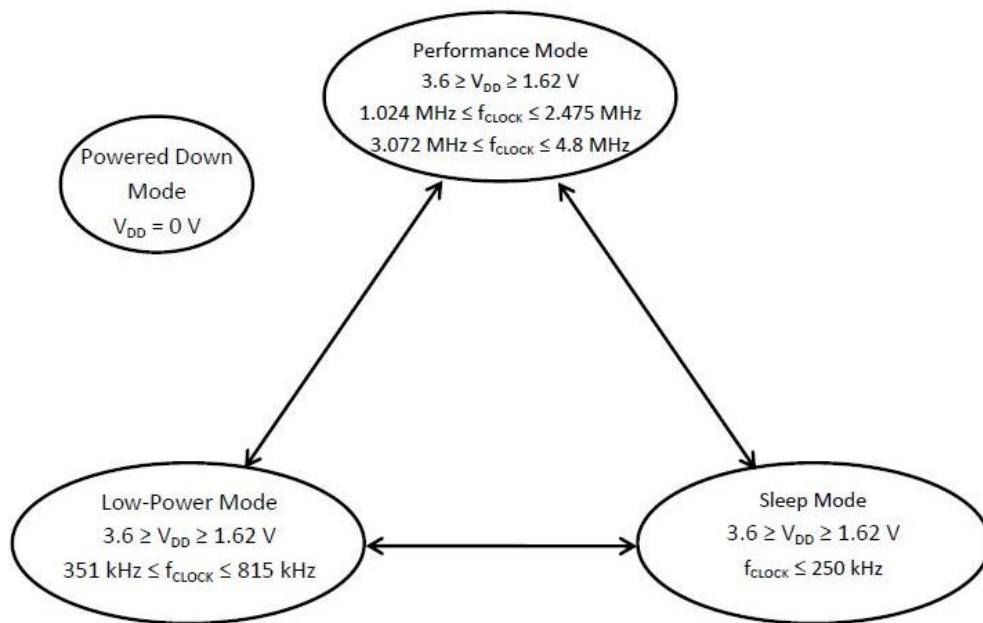 Performance Mode
3.6 ≥ V_DD ≥ 1.62 V
1.024 MHz ≤ f_CLOCK ≤ 2.475 MHz
3.072 MHz ≤ f_CLOCK ≤ 4.8 MHz
Powered Down
Mode
V_DD = 0 V
Low-Power Mode
3.6 ≥ V_DD ≥ 1.62 V
351 kHz ≤ f_CLOCK ≤ 815 kHz
Sleep Mode
3.6 ≥ V_DD ≥ 1.62 V
f_CLOCK ≤ 250 kHz